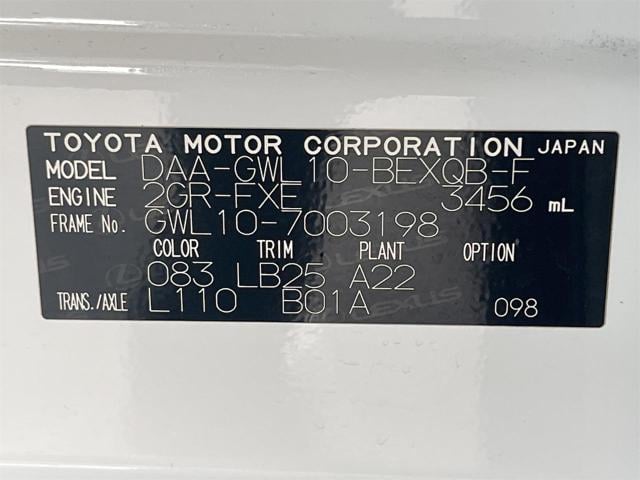 TOYOTA MOTOR CORPORATION JAPAN
MODEL DAA-GWL10-BEXQB-F
ENGINE 2GR-FXE 3456 mL
FRAME No. GWL10-7003198
COLOR TRIM PLANT OPTION
083 LB25 A22
TRANS./AXLE L110 B01A 098